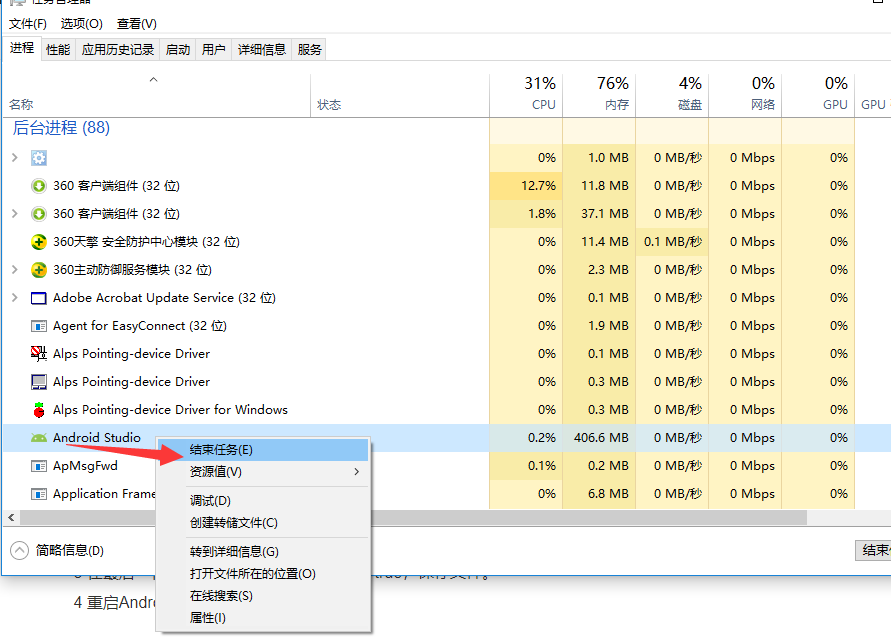 任务管理器
文件(F) 选项(O) 查看(V)
进程 性能 应用历史记录 启动 用户 详细信息 服务
31% 76% 4% 0% 0%
名称 状态 CPU 内存 磁盘 网络 GPU GPU
后台进程 (88)
0% 1.0 MB 0 MB/秒 0 Mbps 0%
360 客户端组件 (32 位) 12.7% 11.8 MB 0 MB/秒 0 Mbps 0%
360 客户端组件 (32 位) 1.8% 37.1 MB 0 MB/秒 0 Mbps 0%
360天擎 安全防护中心模块 (32 位) 0% 11.4 MB 0.1 MB/秒 0 Mbps 0%
360主动防御服务模块 (32 位) 0% 2.3 MB 0 MB/秒 0 Mbps 0%
Adobe Acrobat Update Service (32 位) 0% 0.1 MB 0 MB/秒 0 Mbps 0%
Agent for EasyConnect (32 位) 0% 1.9 MB 0 MB/秒 0 Mbps 0%
Alps Pointing-device Driver 0% 0.1 MB 0 MB/秒 0 Mbps 0%
Alps Pointing-device Driver 0% 0.3 MB 0 MB/秒 0 Mbps 0%
Alps Pointing-device Driver for Windows 0% 0.3 MB 0 MB/秒 0 Mbps 0%
Android Studio 0.2% 406.6 MB 0 MB/秒 0 Mbps 0%
ApMsgFwd 0.1% 0.2 MB 0 MB/秒 0 Mbps 0%
Application Frame 0% 6.8 MB 0 MB/秒 0 Mbps 0%
结束任务(E)
资源值(V)
调试(D)
创建转储文件(C)
转到详细信息(G)
打开文件所在的位置(O)
在线搜索(S)
属性(I)
简略信息(D) 结束
4 重启Andr